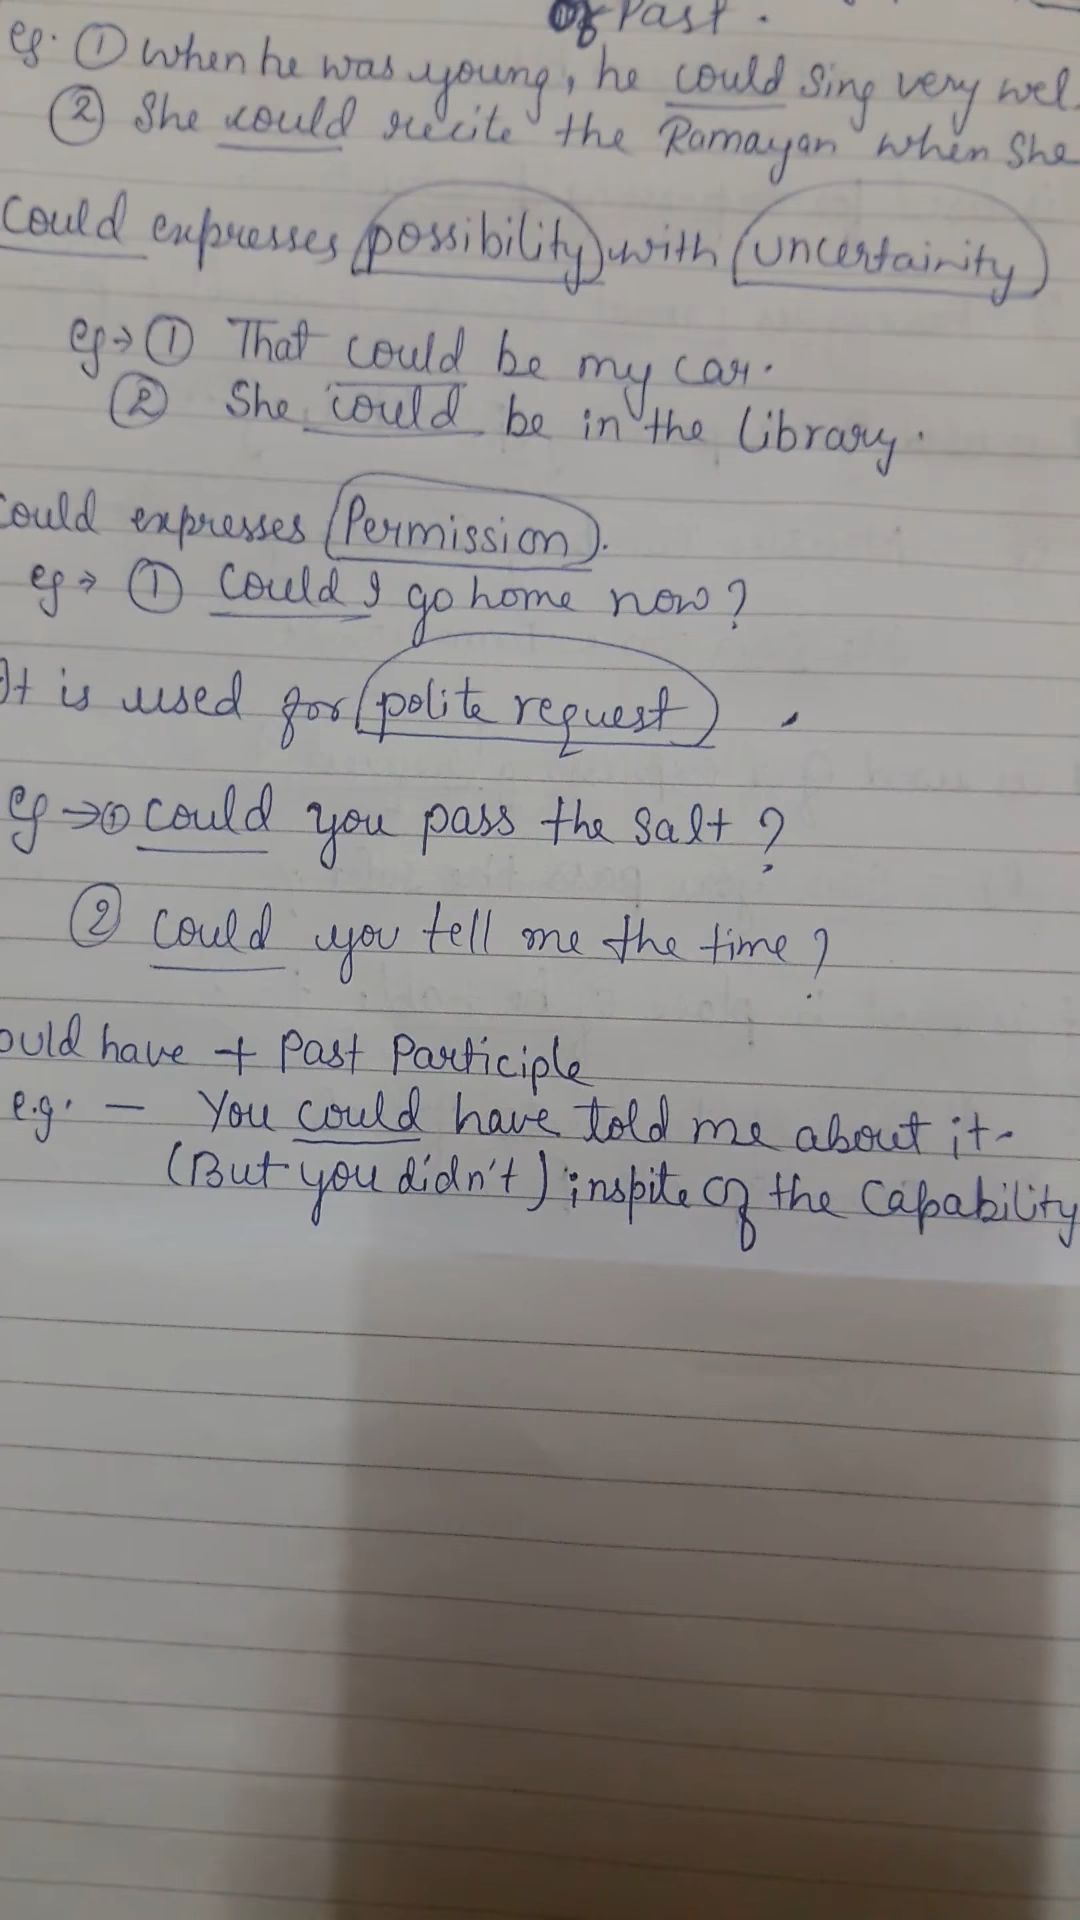 of Past.
eg. ① When he was young, he could sing very wel
② She could recite the Ramayan when she
Could expresses possibility with uncertainity
eg → ① That could be my car.
② She could be in the library.
Could expresses Permission.
eg → ① Could I go home now?
It is used for polite request
eg → ① Could you pass the salt ?
② Could you tell me the time ?
ould have + Past Participle
e.g. - You could have told me about it.
(But you didn't) inspite of the capability